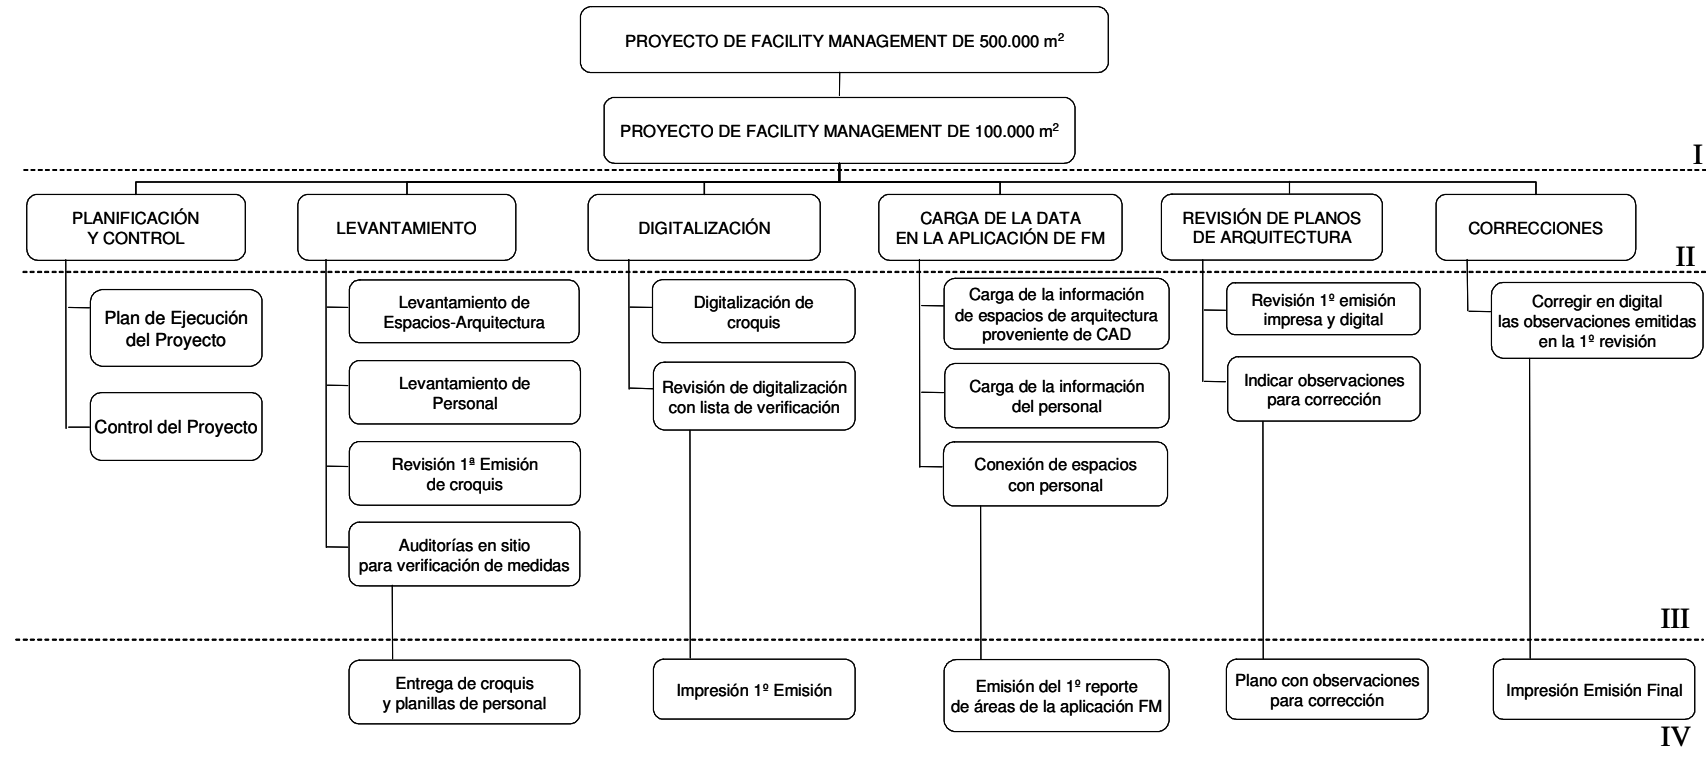 PROYECTO DE FACILITY MANAGEMENT DE 500.000 m²
PROYECTO DE FACILITY MANAGEMENT DE 100.000 m²
I
PLANIFICACIÓN
Y CONTROL
LEVANTAMIENTO
DIGITALIZACIÓN
CARGA DE LA DATA
EN LA APLICACIÓN DE FM
REVISIÓN DE PLANOS
DE ARQUITECTURA
CORRECCIONES
II
Plan de Ejecución
del Proyecto
Control del Proyecto
Levantamiento de
Espacios-Arquitectura
Levantamiento de
Personal
Revisión 1ª Emisión
de croquis
Auditorías en sitio
para verificación de medidas
Digitalización de
croquis
Revisión de digitalización
con lista de verificación
Carga de la información
de espacios de arquitectura
proveniente de CAD
Carga de la información
del personal
Conexión de espacios
con personal
Revisión 1º emisión
impresa y digital
Indicar observaciones
para corrección
Corregir en digital
las observaciones emitidas
en la 1º revisión
III
Entrega de croquis
y planillas de personal
Impresión 1º Emisión
Emisión del 1º reporte
de áreas de la aplicación FM
Plano con observaciones
para corrección
Impresión Emisión Final
IV